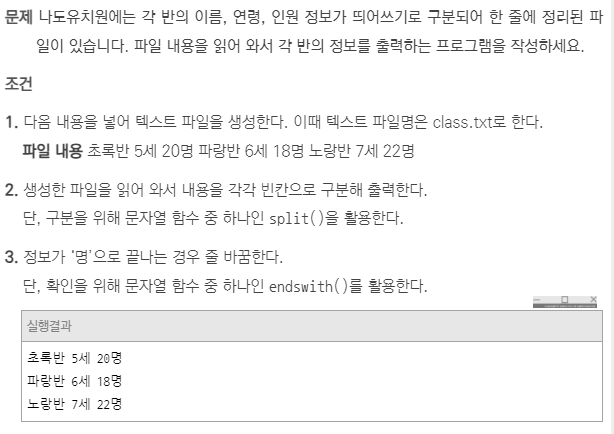 문제 나도유치원에는 각 반의 이름, 연령, 인원 정보가 띄어쓰기로 구분되어 한 줄에 정리된 파
일이 있습니다. 파일 내용을 읽어 와서 각 반의 정보를 출력하는 프로그램을 작성하세요.
조건
1. 다음 내용을 넣어 텍스트 파일을 생성한다. 이때 텍스트 파일명은 class.txt로 한다.
파일 내용 초록반 5세 20명 파랑반 6세 18명 노랑반 7세 22명
2. 생성한 파일을 읽어 와서 내용을 각각 빈칸으로 구분해 출력한다.
단, 구분을 위해 문자열 함수 중 하나인 split()을 활용한다.
3. 정보가 '명'으로 끝나는 경우 줄 바꿈한다.
단, 확인을 위해 문자열 함수 중 하나인 endswith()를 활용한다.
실행결과
초록반 5세 20명
파랑반 6세 18명
노랑반 7세 22명